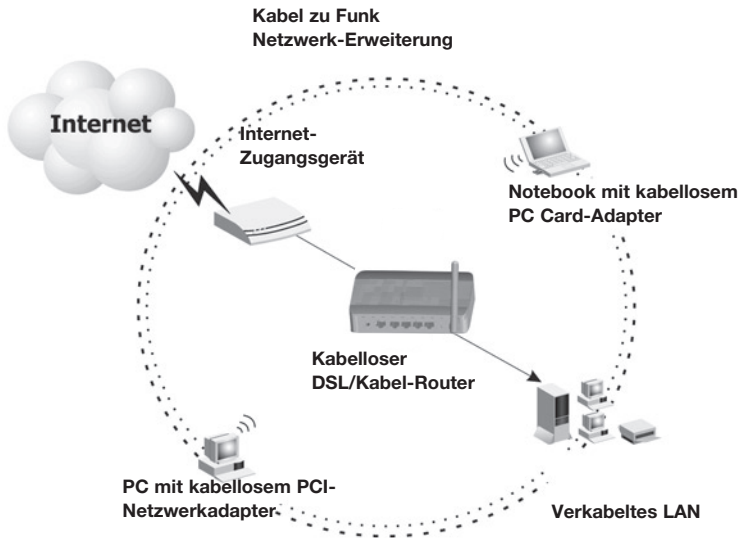 Kabel zu Funk
Netzwerk-Erweiterung
Internet
Internet-
Zugangsgerät
Notebook mit kabellosem
PC Card-Adapter
Kabelloser
DSL/Kabel-Router
PC mit kabellosem PCI-
Netzwerkadapter
Verkabeltes LAN